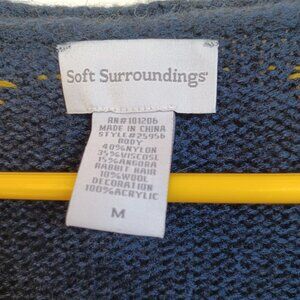 Soft Surroundings®
RN#101206
MADE IN CHINA
STYLE#25956
BODY
40%NYLON
35%VISCOSE
15%ANGORA
RABBIT HAIR
10%WOOL
DECORATION
100%ACRYLIC
M